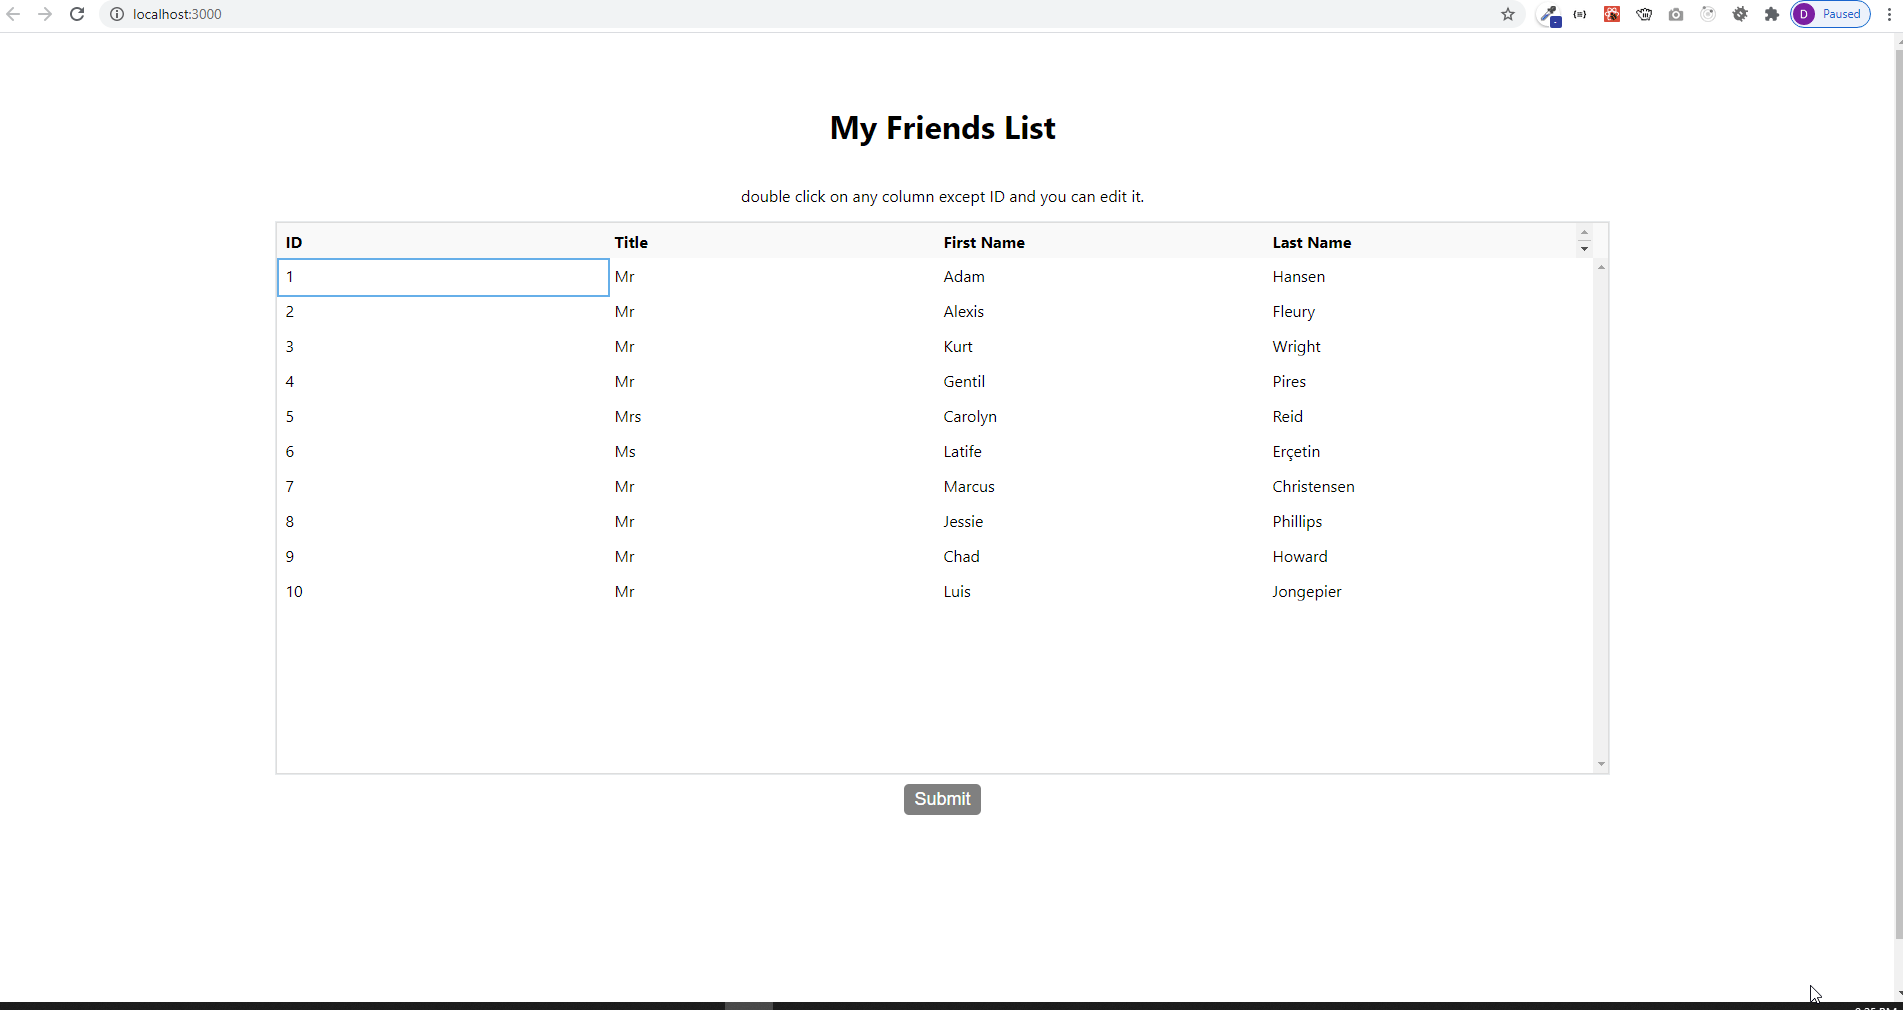 localhost:3000
D Paused
My Friends List
double click on any column except ID and you can edit it.
ID Title First Name Last Name
1 Mr Adam Hansen
2 Mr Alexis Fleury
3 Mr Kurt Wright
4 Mr Gentil Pires
5 Mrs Carolyn Reid
6 Ms Latife Erçetin
7 Mr Marcus Christensen
8 Mr Jessie Phillips
9 Mr Chad Howard
10 Mr Luis Jongepier
Submit